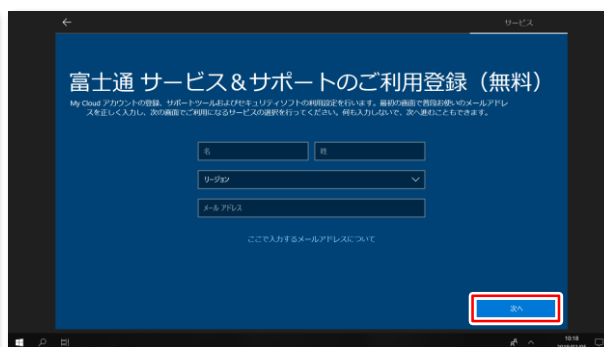 サービス
富士通 サービス＆サポートのご利用登録（無料）
My Cloud アカウントの登録、サポートツールおよびセキュリティソフトの利用設定を行います。最初の画面で普段お使いのメールアドレ
スを正しく入力し、次の画面でご利用になるサービスの選択を行ってください。何も入力しないで、次へ進むこともできます。
名 姓
リージョン
メール アドレス
ここで入力するメールアドレスについて
次へ
10:18